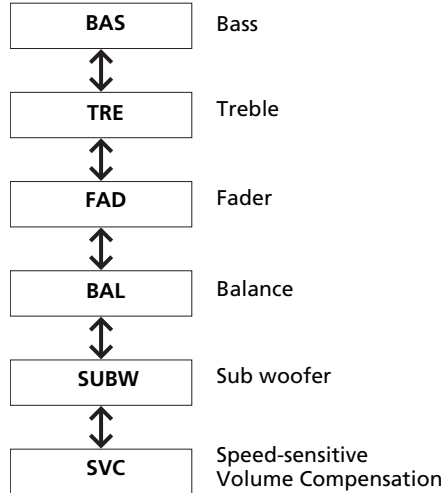 BAS Bass
TRE Treble
FAD Fader
BAL Balance
SUBW Sub woofer
SVC Speed-sensitive
Volume Compensation